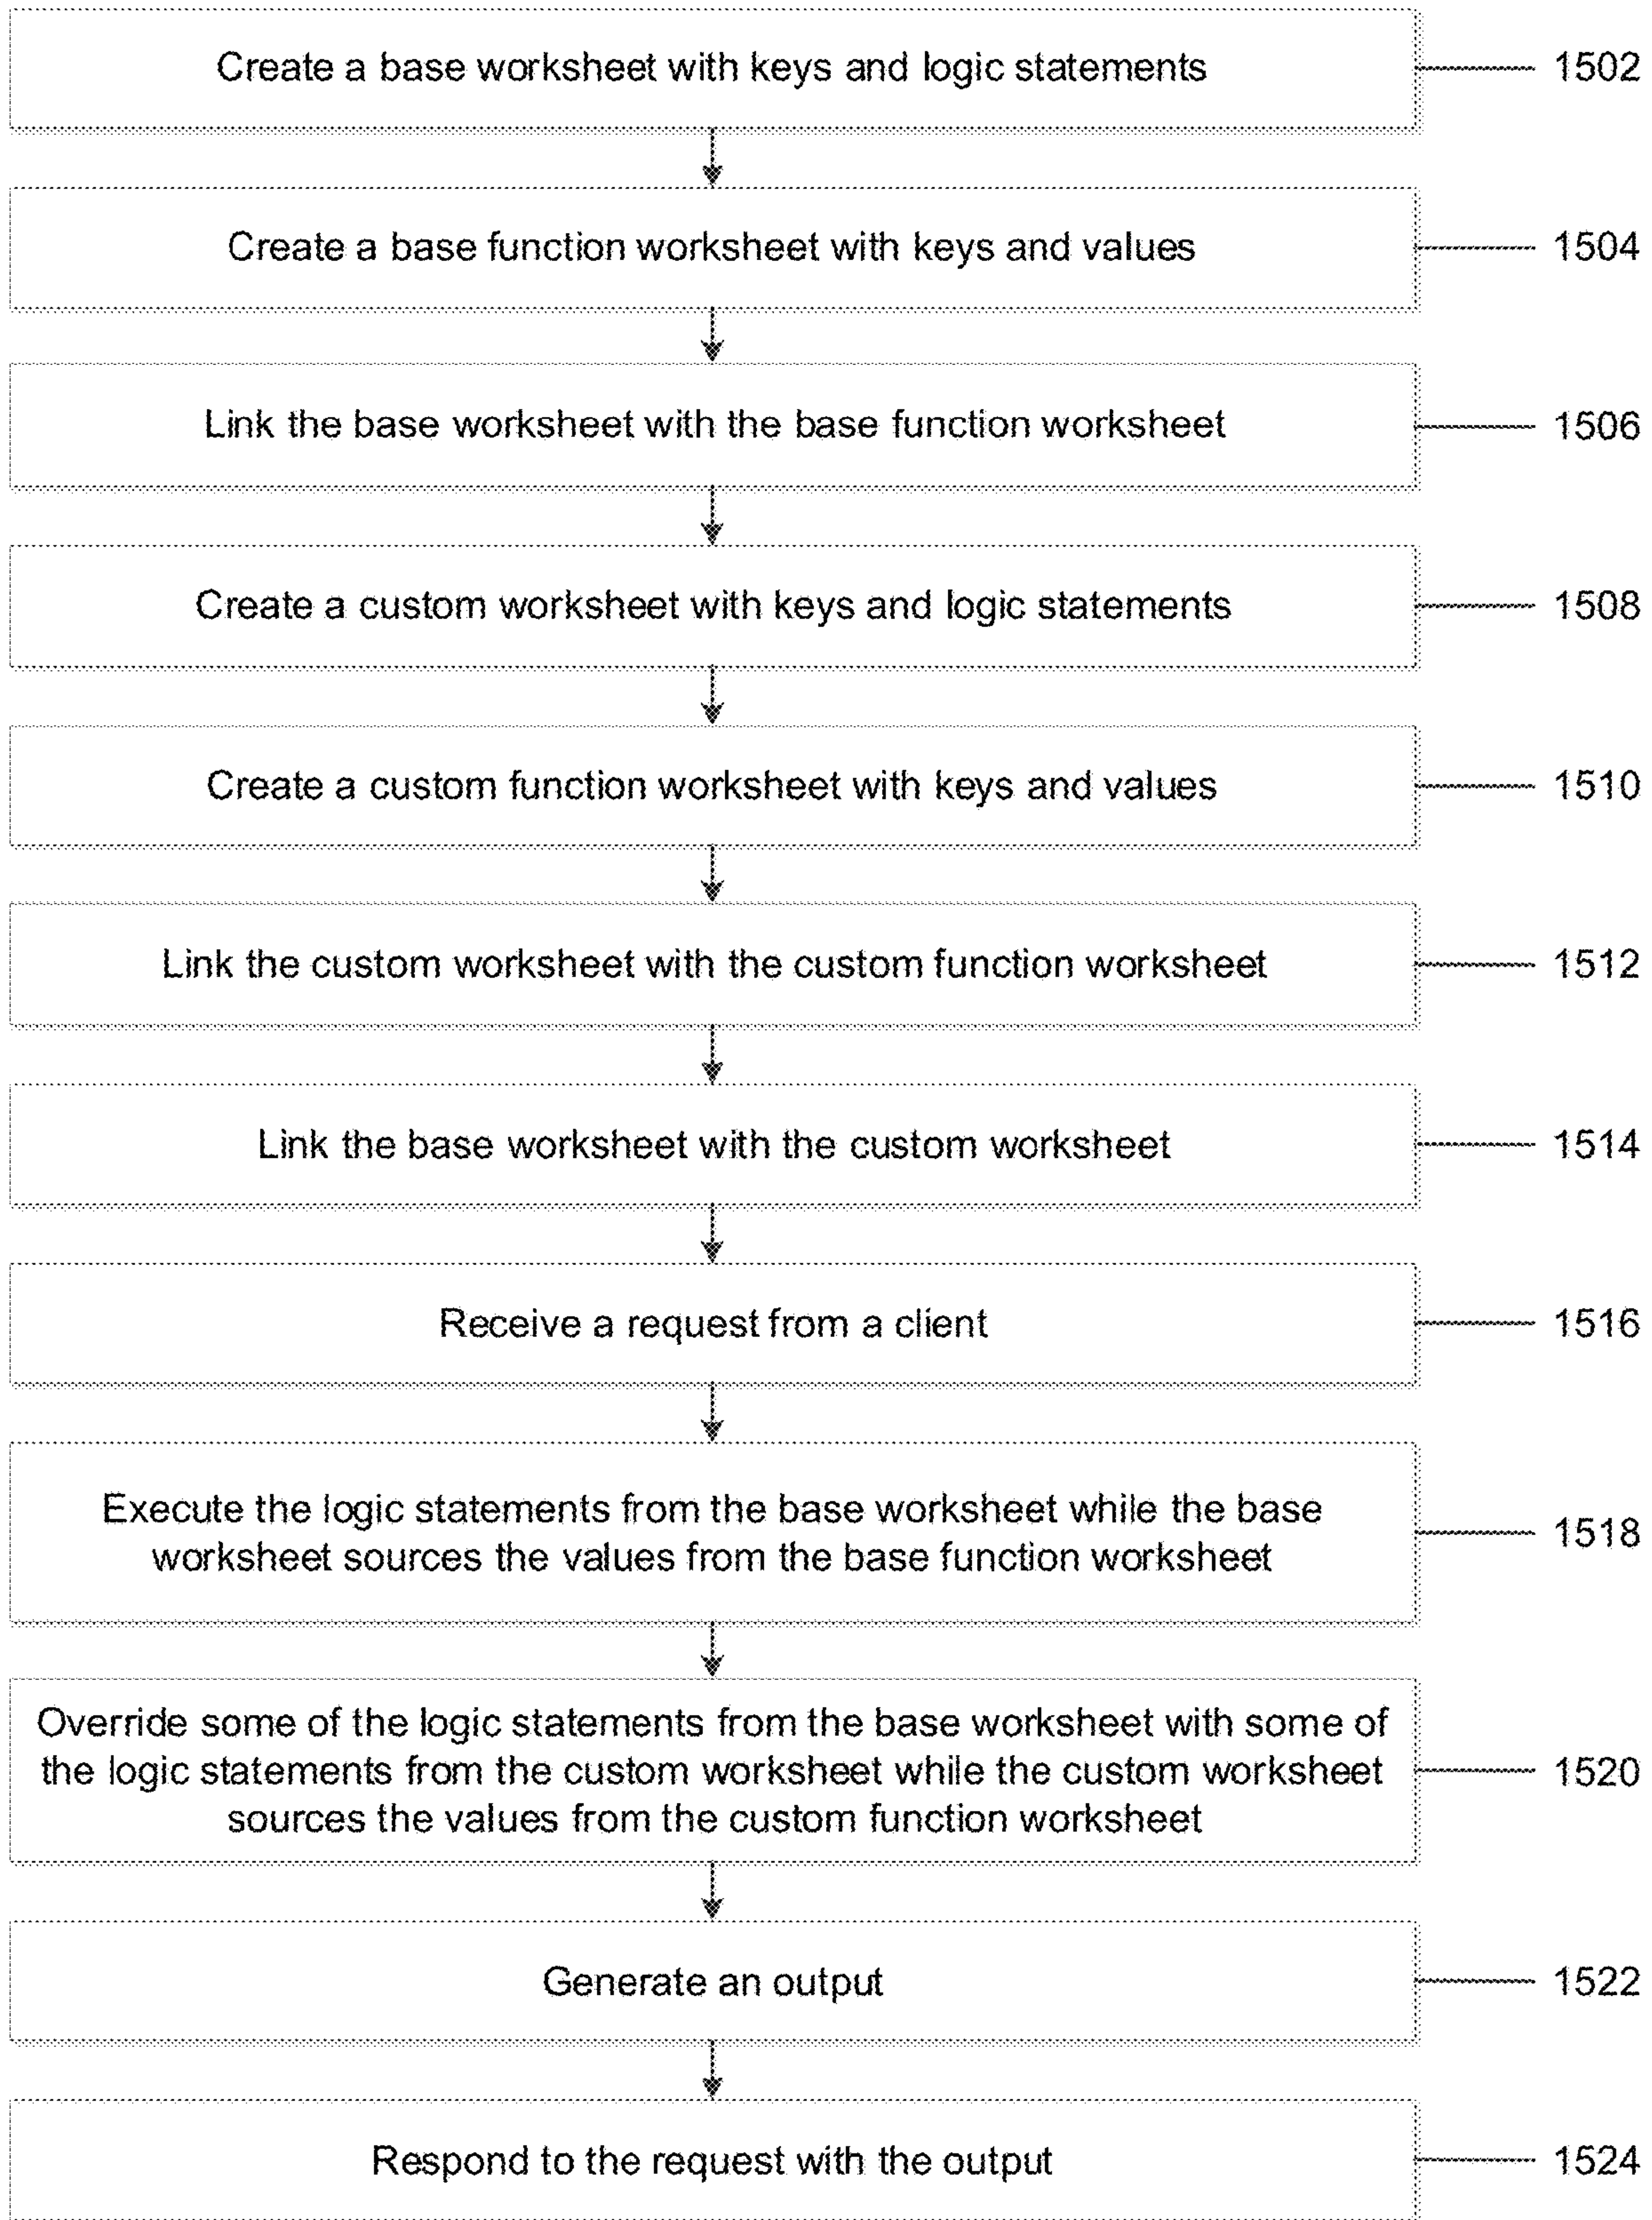 Create a base worksheet with keys and logic statements
1502
Create a base function worksheet with keys and values
1504
Link the base worksheet with the base function worksheet
1506
Create a custom worksheet with keys and logic statements
1508
Create a custom function worksheet with keys and values
1510
Link the custom worksheet with the custom function worksheet
1512
Link the base worksheet with the custom worksheet
1514
Receive a request from a client
1516
Execute the logic statements from the base worksheet while the base
worksheet sources the values from the base function worksheet
1518
Override some of the logic statements from the base worksheet with some of
the logic statements from the custom worksheet while the custom worksheet
sources the values from the custom function worksheet
1520
Generate an output
1522
Respond to the request with the output
1524